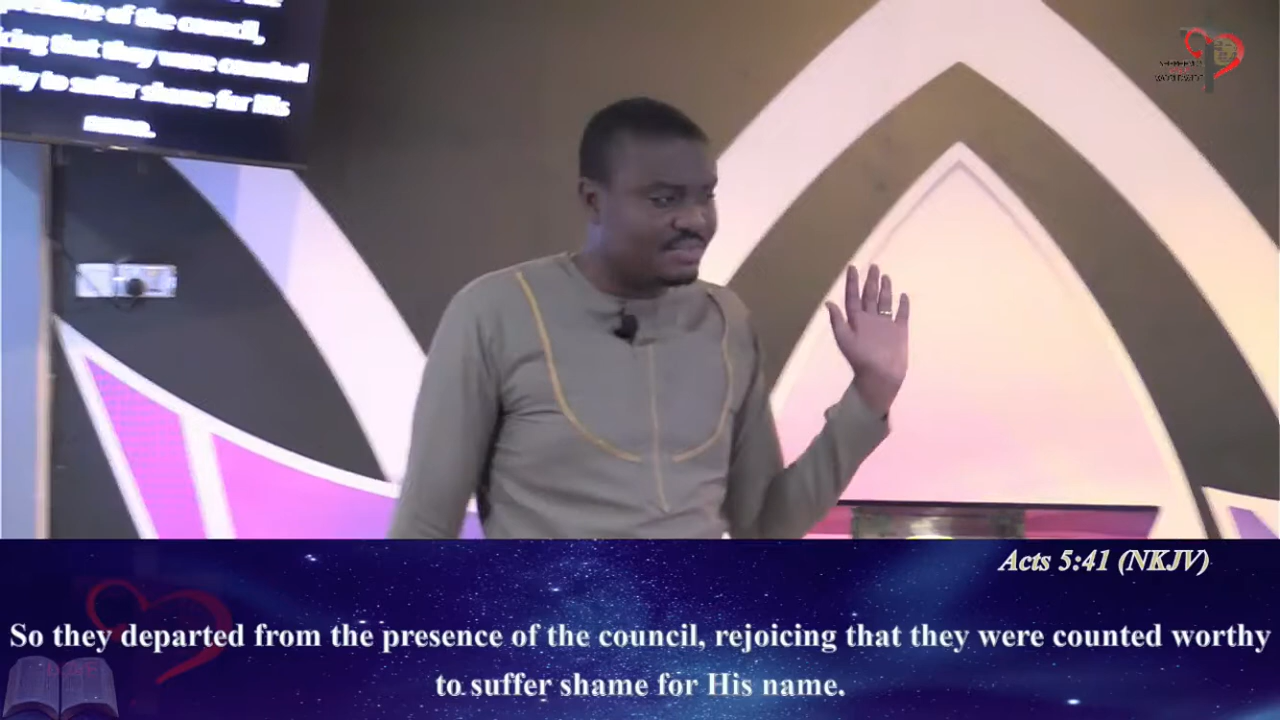 presence of the council,
that they were counted
to suffer shame for His
name.
WORLDWIDE
Acts 5:41 (NKJV)
So they departed from the presence of the council, rejoicing that they were counted worthy
to suffer shame for His name.